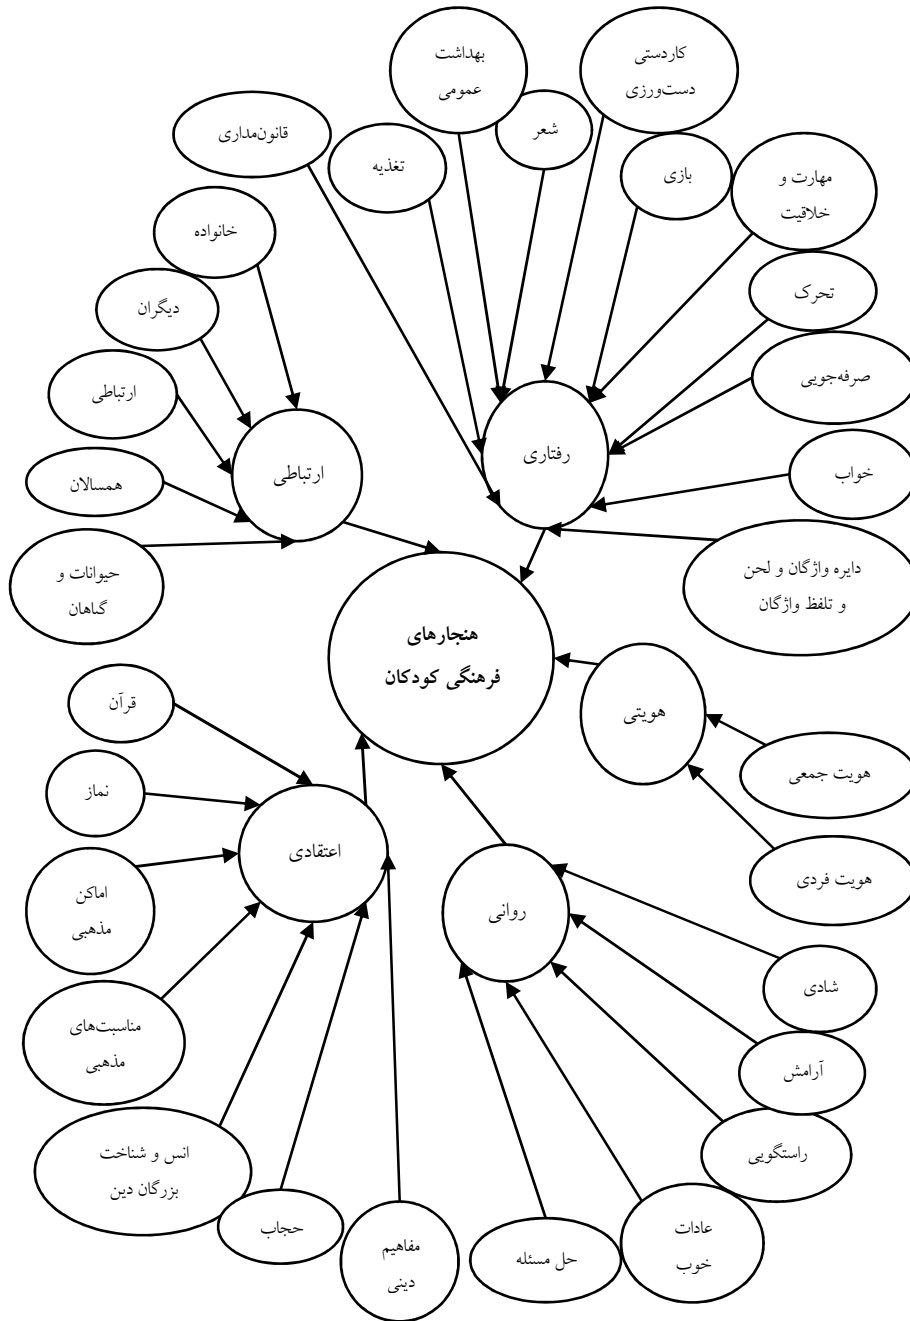 بهداشت
عمومی
کاردستی
دست‌ورزی
شعر
قانون‌مداری
تغذیه
بازی
مهارت و
خلاقیت
خانواده
تحرک
دیگران
صرفه‌جویی
ارتباطی
رفتاری
ارتباطی
خواب
همسالان
دایره واژگان و لحن
و تلفظ واژگان
حیوانات و
گیاهان
هنجارهای
فرهنگی کودکان
هویتی
قرآن
هویت جمعی
نماز
اعتقادی
هویت فردی
اماکن
مذهبی
روانی
شادی
مناسبت‌های
مذهبی
آرامش
راستگویی
انس و شناخت
بزرگان دین
حجاب
مفاهیم
دینی
حل مسئله
عادات
خوب